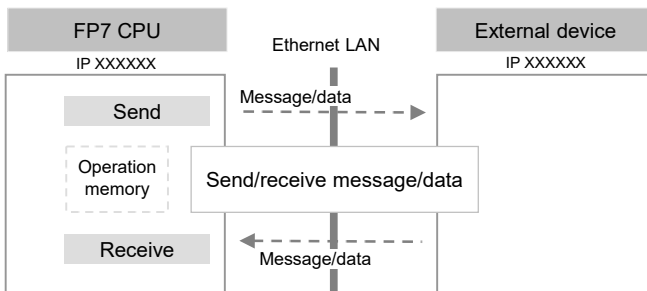 FP7 CPU
Ethernet LAN
External device
IP XXXXXX
IP XXXXXX
Message/data
Send
Operation
memory
Send/receive message/data
Receive
Message/data